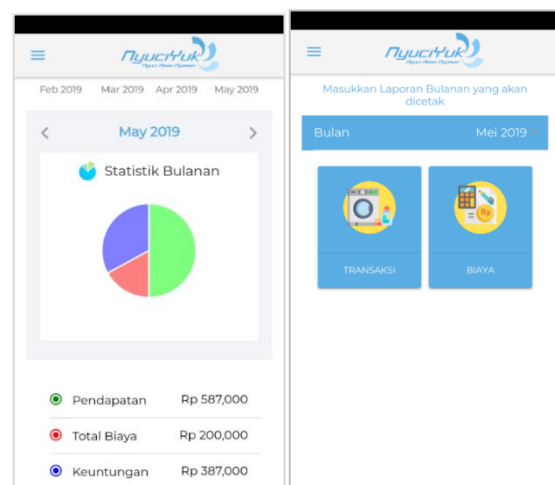 NyuciYuk
Feb 2019 Mar 2019 Apr 2019 May 2019
May 2019
Statistik Bulanan
Pendapatan Rp 587,000
Total Biaya Rp 200,000
Keuntungan Rp 387,000
NyuciYuk
Masukkan Laporan Bulanan yang akan
dicetak
Bulan Mei 2019
Rp
TRANSAKSI
BIAYA